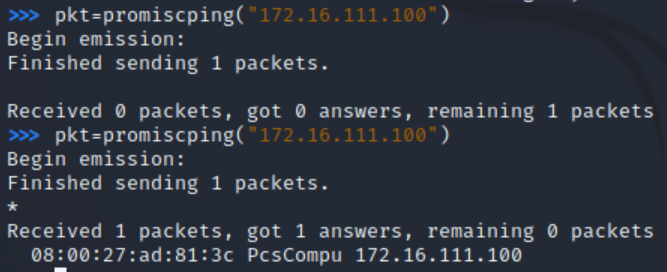 >>> pkt=promiscping("172.16.111.100")
Begin emission:
Finished sending 1 packets.

Received 0 packets, got 0 answers, remaining 1 packets
>>> pkt=promiscping("172.16.111.100")
Begin emission:
Finished sending 1 packets.
*
Received 1 packets, got 1 answers, remaining 0 packets
  08:00:27:ad:81:3c PcsCompu 172.16.111.100